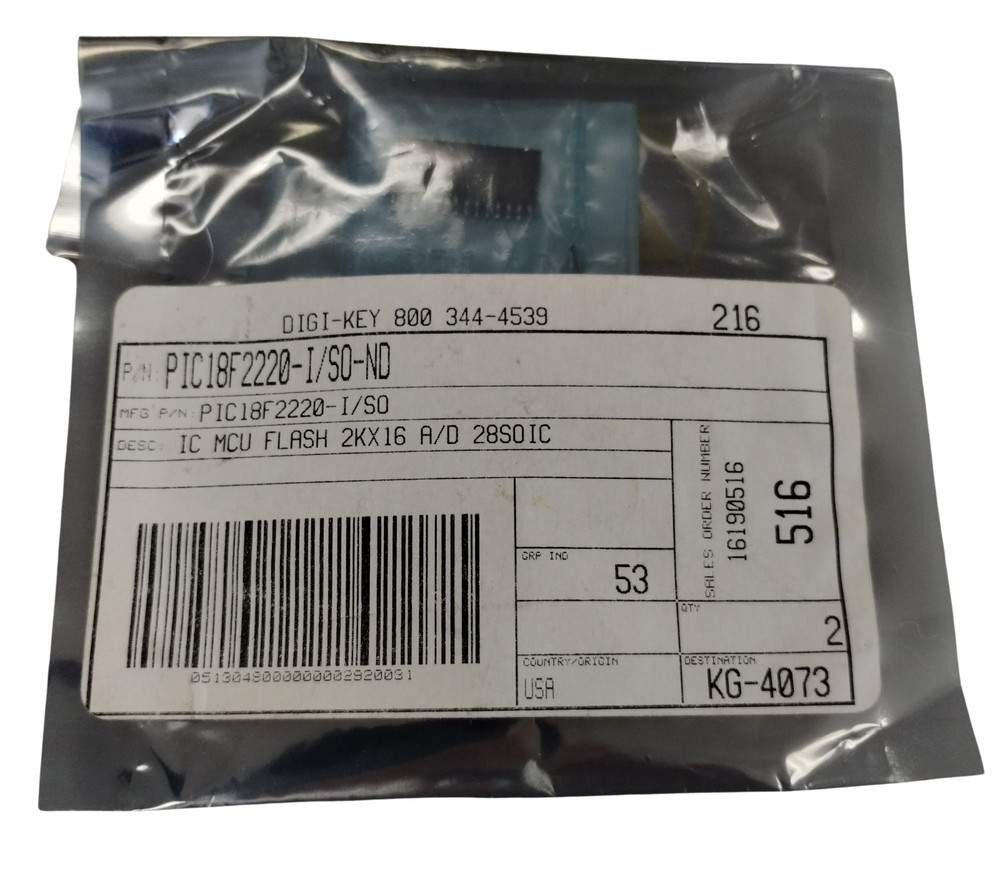 DIGI-KEY 800 344-4539 216
P/N: PIC18F2220-I/SO-ND
MFG P/N: PIC18F2220-I/SO
DESC: IC MCU FLASH 2KX16 A/D 28SOIC
SALES ORDER NUMBER
16190516
516
GRP IND
53
QTY
2
0513048000000002920031
COUNTRY/ORIGIN
USA
DESTINATION
KG-4073